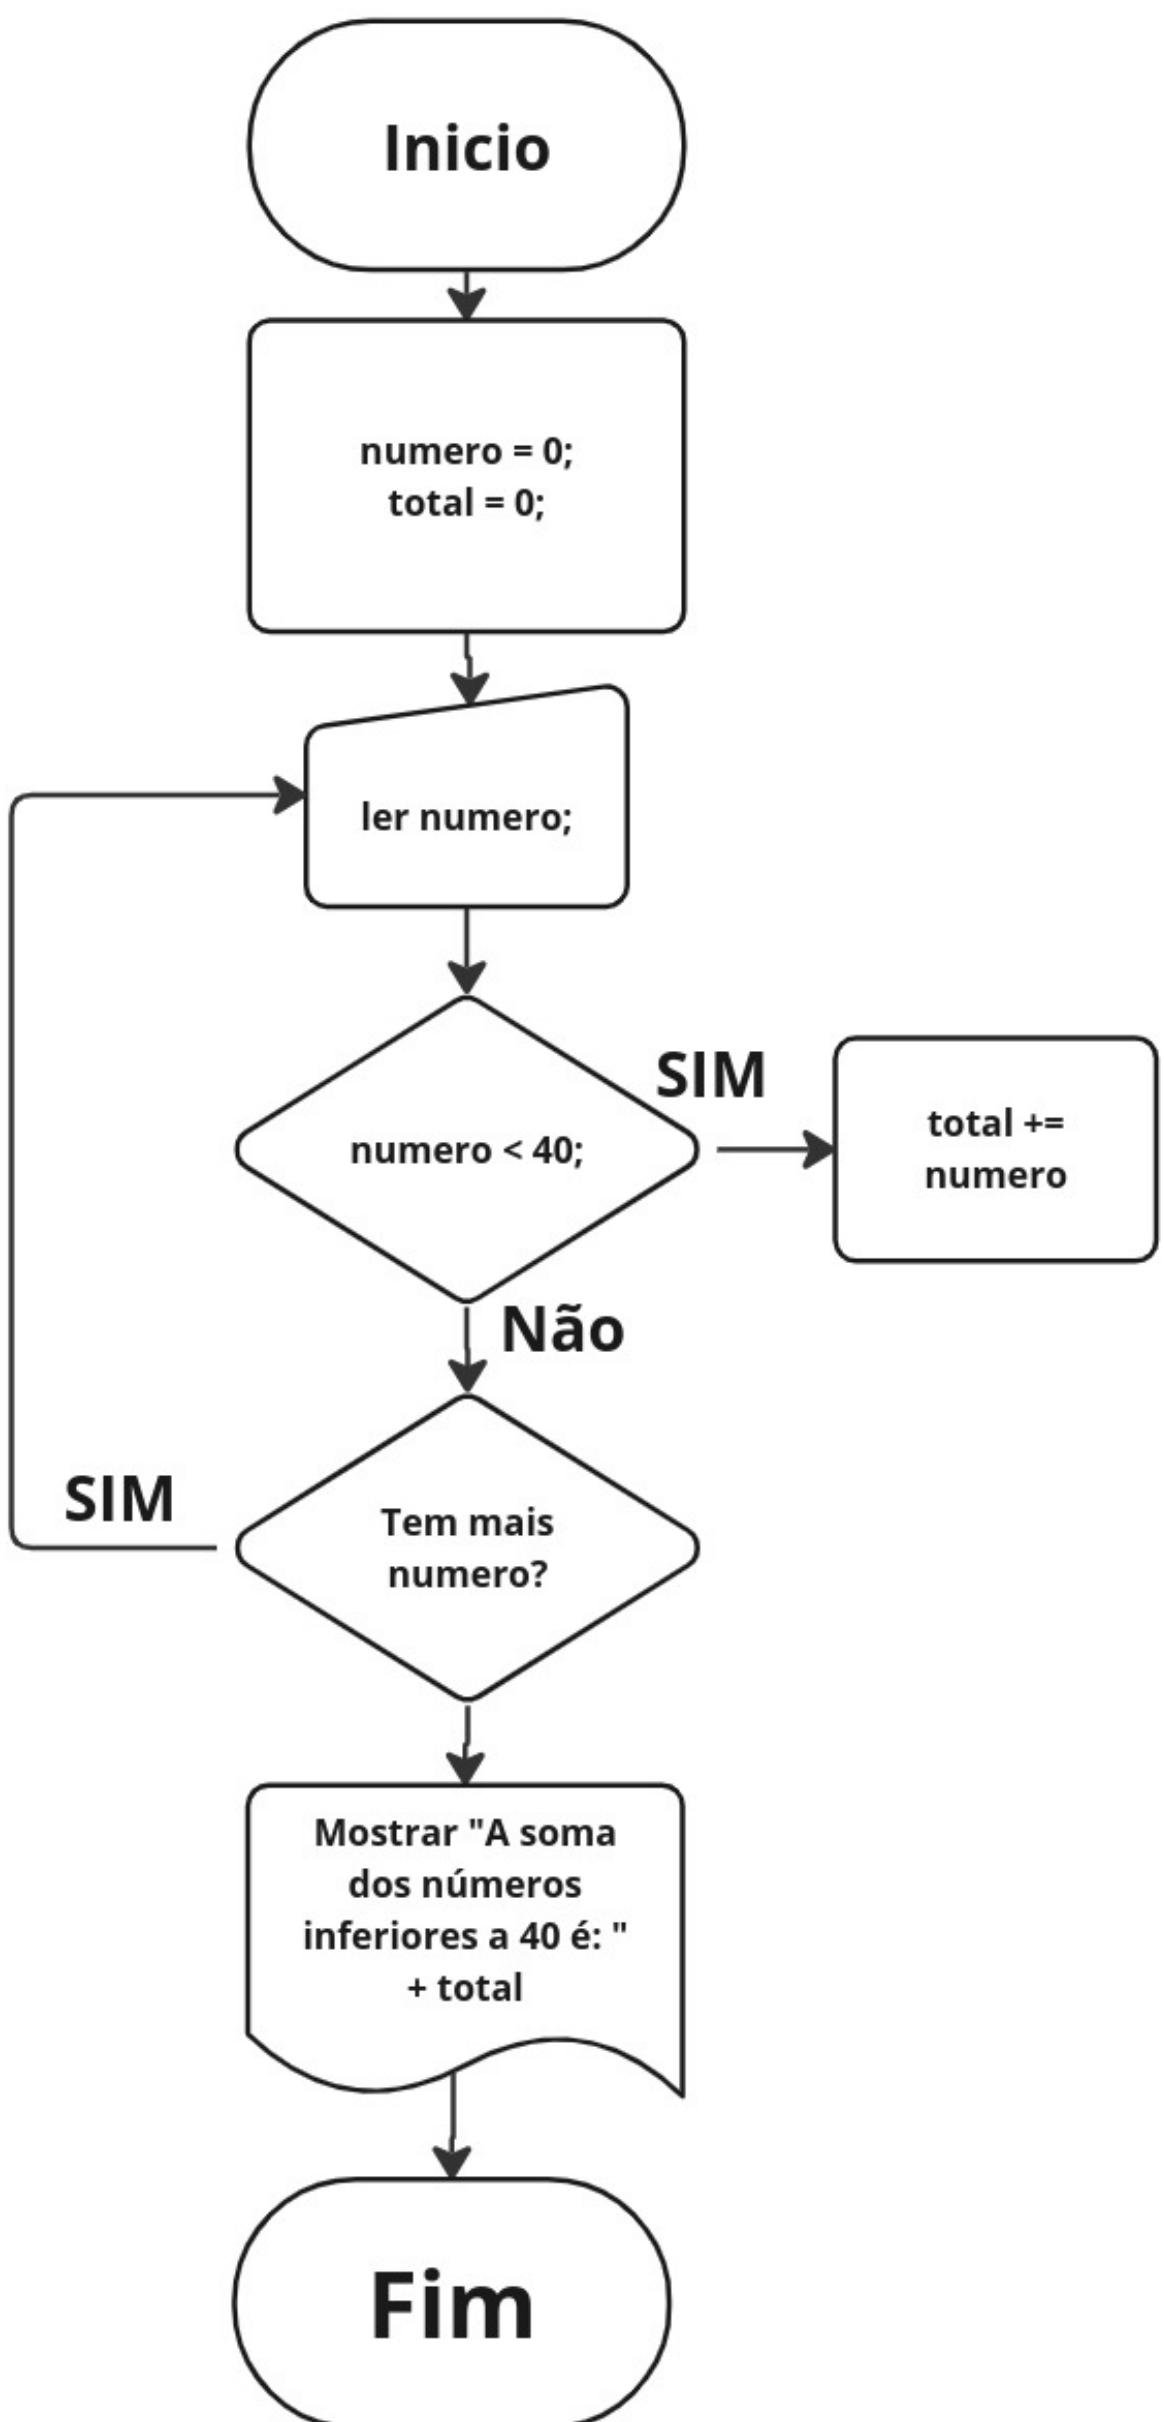 Inicio
numero = 0;
total = 0;
ler numero;
numero < 40;
SIM
total +=
numero
Não
Tem mais
numero?
SIM
Mostrar "A soma
dos números
inferiores a 40 é: "
+ total
Fim